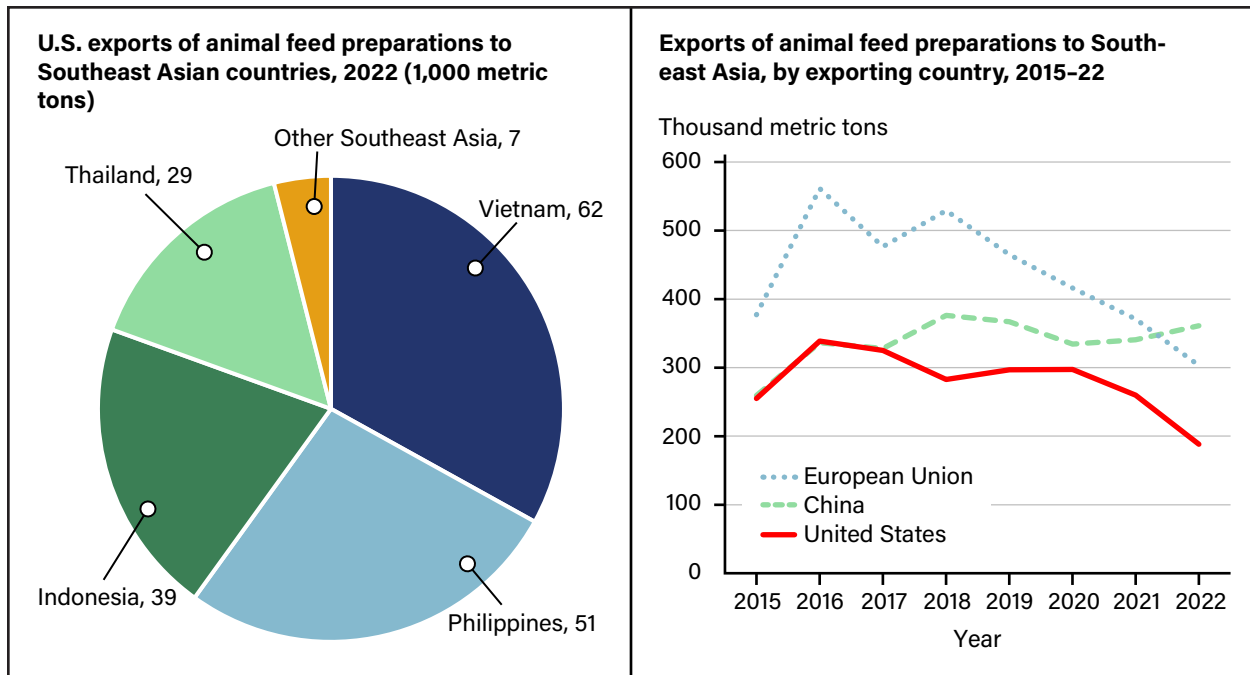 U.S. exports of animal feed preparations to
Southeast Asian countries, 2022 (1,000 metric
tons)
Other Southeast Asia, 7
Thailand, 29
Vietnam, 62
Indonesia, 39
Philippines, 51
Exports of animal feed preparations to South-
east Asia, by exporting country, 2015–22
Thousand metric tons
600
500
400
300
200
100
0
European Union
China
United States
2015 2016 2017 2018 2019 2020 2021 2022
Year